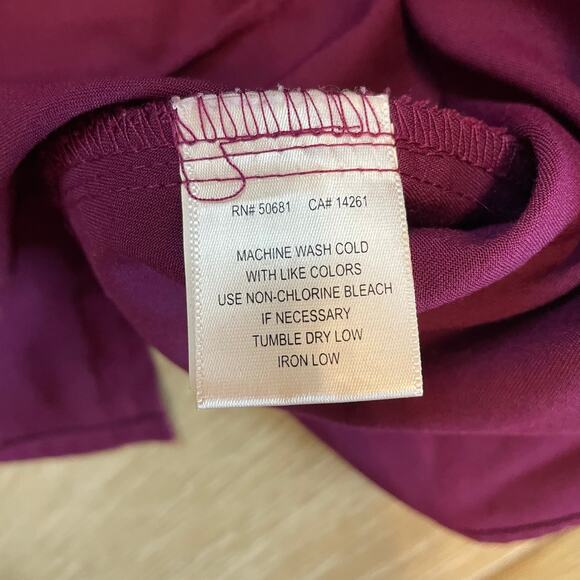 RN# 50681 CA# 14261
MACHINE WASH COLD
WITH LIKE COLORS
USE NON-CHLORINE BLEACH
IF NECESSARY
TUMBLE DRY LOW
IRON LOW